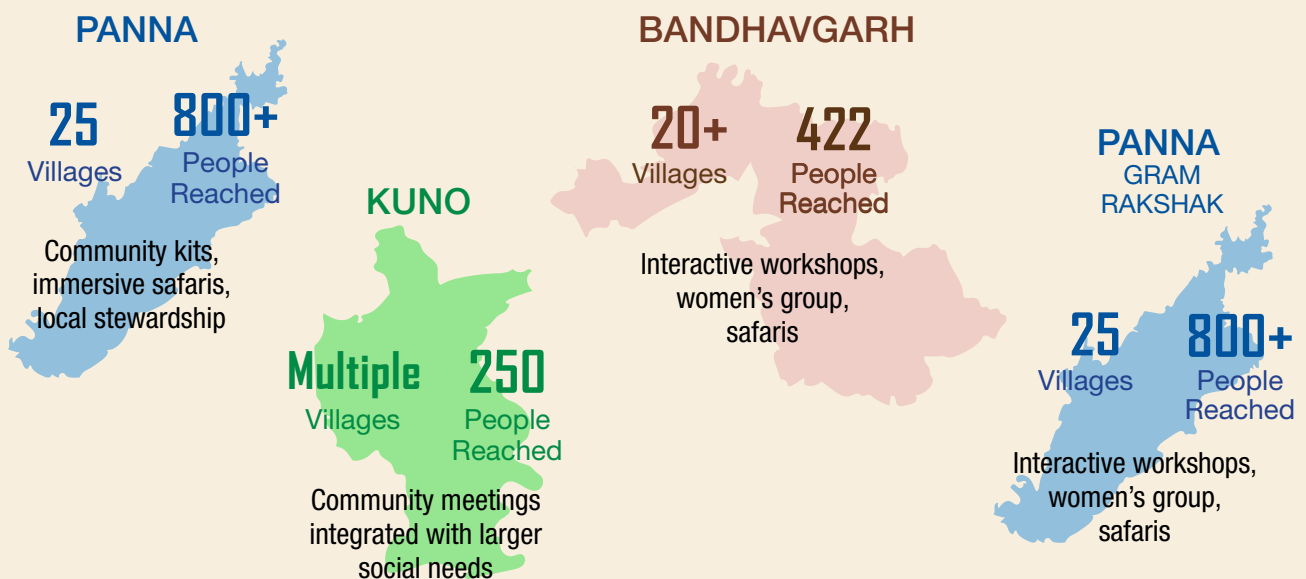 PANNA
25
Villages
800+
People
Reached
Community kits,
immersive safaris,
local stewardship
KUNO
Multiple
Villages
250
People
Reached
Community meetings
integrated with larger
social needs
BANDHAVGARH
20+
Villages
422
People
Reached
Interactive workshops,
women's group,
safaris
PANNA
GRAM
RAKSHAK
25
Villages
800+
People
Reached
Interactive workshops,
women's group,
safaris